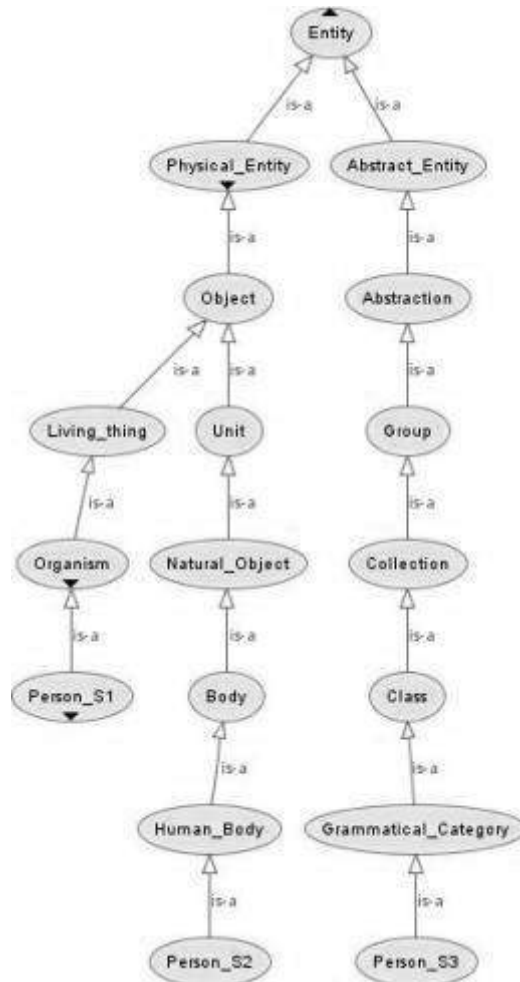 Entity
is-a is-a
Physical_Entity Abstract_Entity
is-a is-a
Object Abstraction
is-a is-a is-a
Living_thing Unit Group
is-a is-a is-a
Organism Natural_Object Collection
is-a is-a is-a
Person_S1 Body Class
is-a is-a
Human_Body Grammatical_Category
is-a is-a
Person_S2 Person_S3